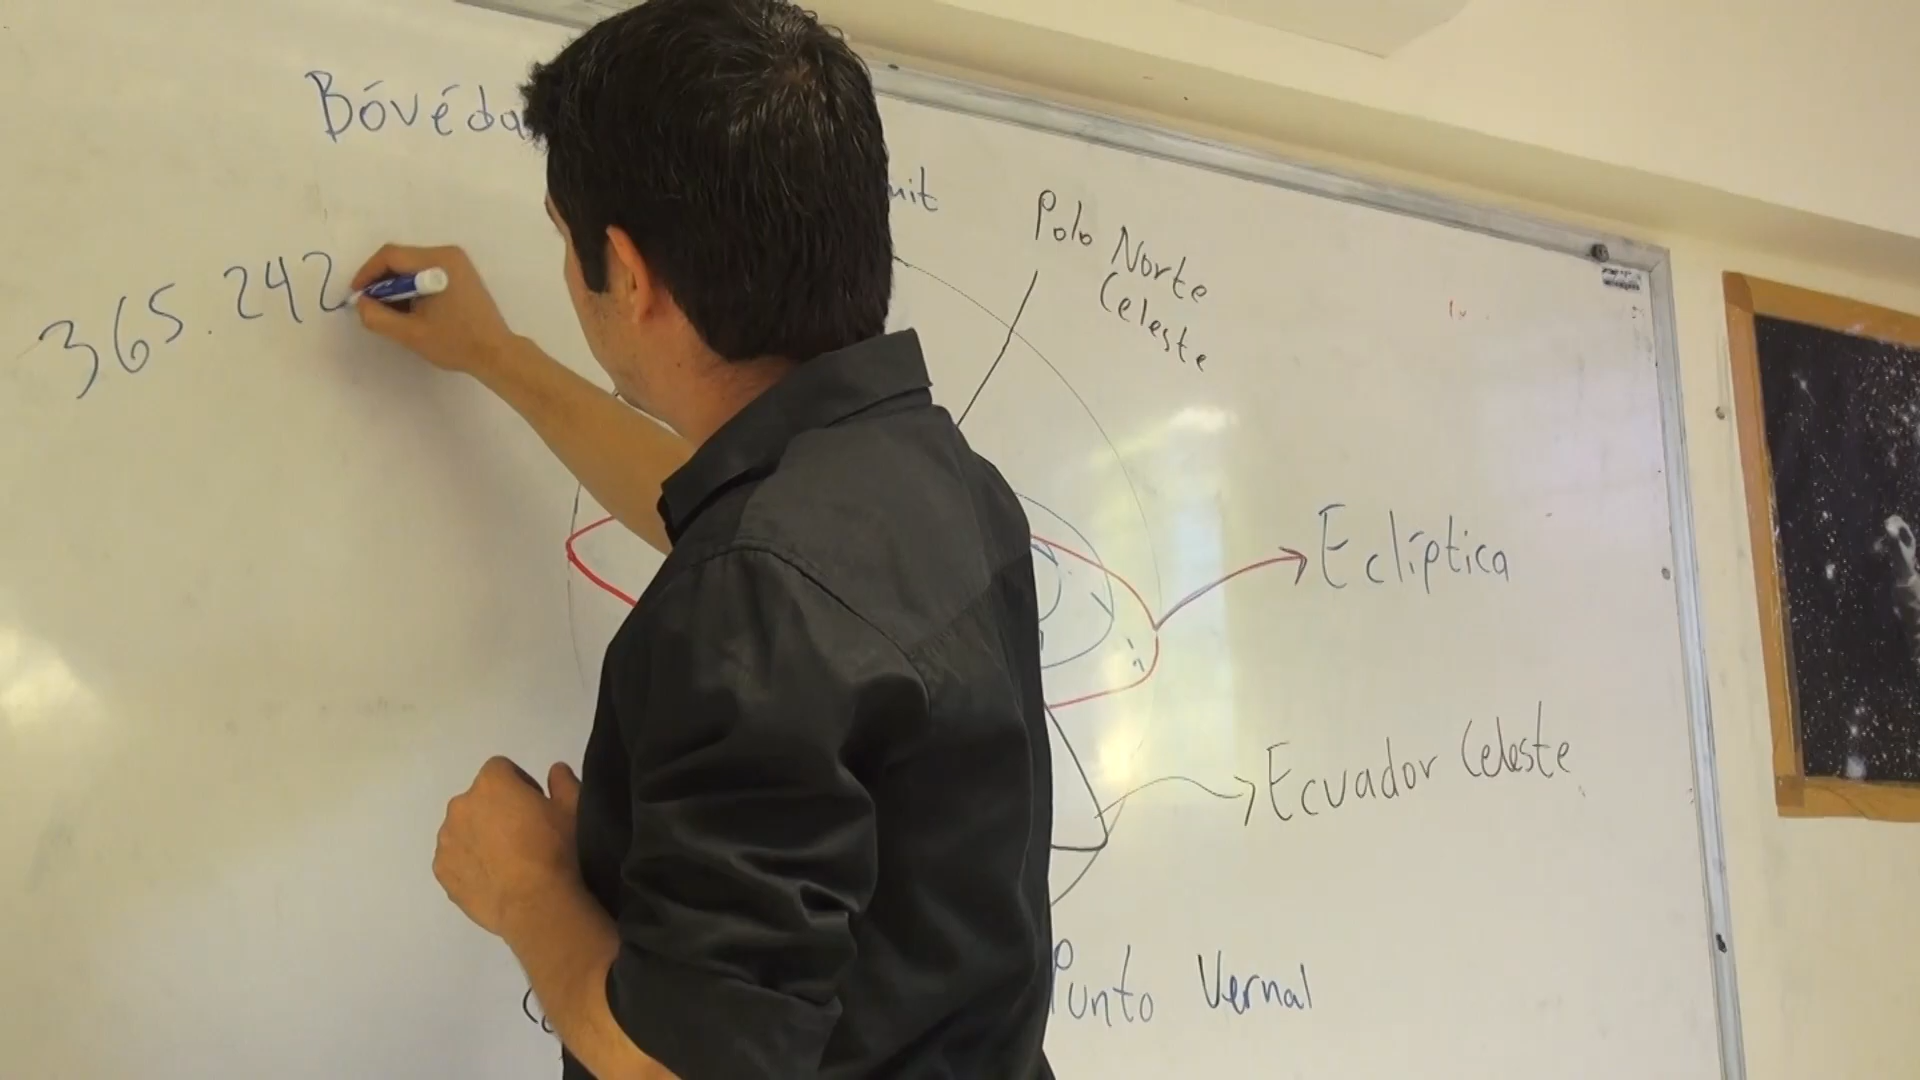 Bóvéda
365.242
Polo Norte
Celeste
Eclíptica
Ecuador Celeste
Punto Vernal